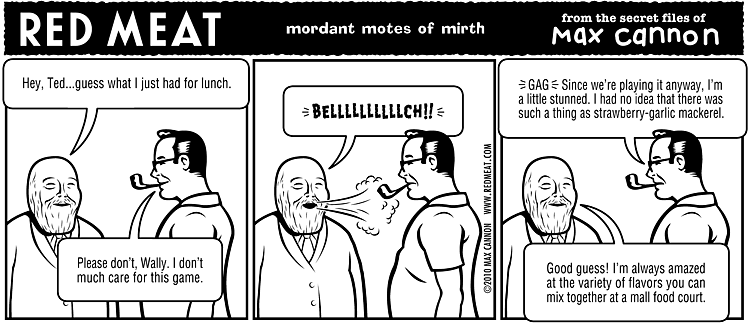 RED MEAT
mordant motes of mirth
from the secret files of
Max cannon
Hey, Ted...guess what I just had for lunch.
Please don't, Wally. I don't
much care for this game.
BELLLLLLLLLLCH!!
©2010 MAX CANNON WWW.REDMEAT.COM
GAG Since we're playing it anyway, I'm
a little stunned. I had no idea that there was
such a thing as strawberry-garlic mackerel.
Good guess! I'm always amazed
at the variety of flavors you can
mix together at a mall food court.